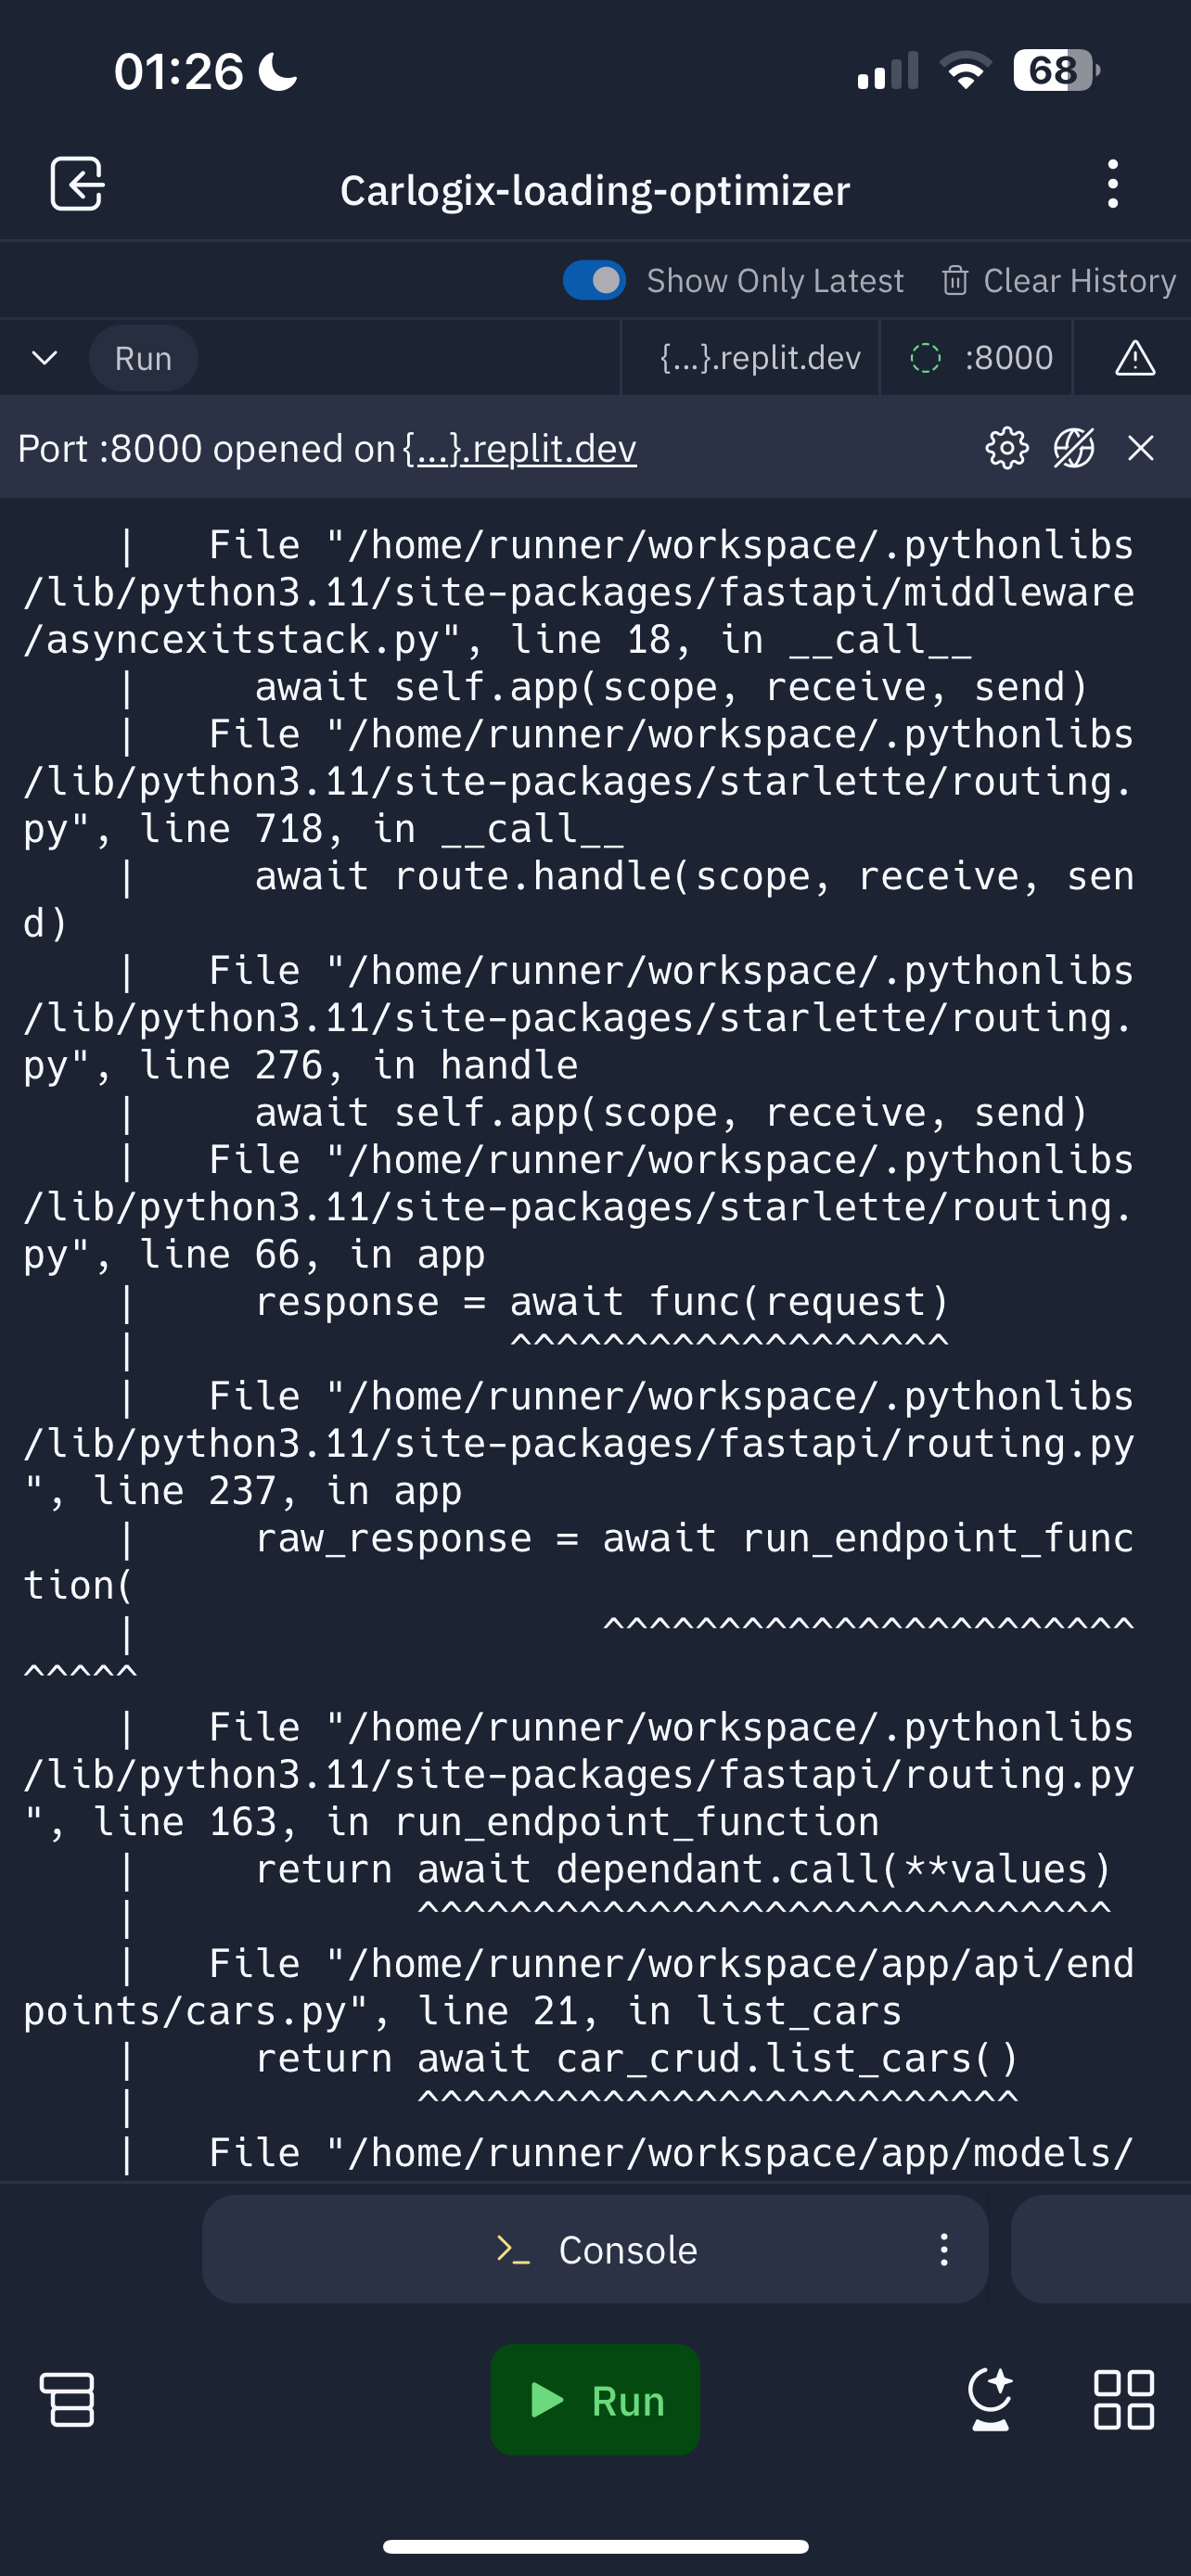 01:26
68
Carlogix-loading-optimizer
Show Only Latest Clear History
Run {...}.replit.dev :8000
Port :8000 opened on {...}.replit.dev
    |   File "/home/runner/workspace/.pythonlibs
/lib/python3.11/site-packages/fastapi/middleware
/asyncexitstack.py", line 18, in __call__
    |     await self.app(scope, receive, send)
    |   File "/home/runner/workspace/.pythonlibs
/lib/python3.11/site-packages/starlette/routing.
py", line 718, in __call__
    |     await route.handle(scope, receive, sen
d)
    |   File "/home/runner/workspace/.pythonlibs
/lib/python3.11/site-packages/starlette/routing.
py", line 276, in handle
    |     await self.app(scope, receive, send)
    |   File "/home/runner/workspace/.pythonlibs
/lib/python3.11/site-packages/starlette/routing.
py", line 66, in app
    |     response = await func(request)
    |                ^^^^^^^^^^^^^^^^^^^
    |   File "/home/runner/workspace/.pythonlibs
/lib/python3.11/site-packages/fastapi/routing.py
", line 237, in app
    |     raw_response = await run_endpoint_func
tion(
    |                    ^^^^^^^^^^^^^^^^^^^^^^^
^^^^^
    |   File "/home/runner/workspace/.pythonlibs
/lib/python3.11/site-packages/fastapi/routing.py
", line 163, in run_endpoint_function
    |     return await dependant.call(**values)
    |            ^^^^^^^^^^^^^^^^^^^^^^^^^^^^^^
    |   File "/home/runner/workspace/app/api/end
points/cars.py", line 21, in list_cars
    |     return await car_crud.list_cars()
    |            ^^^^^^^^^^^^^^^^^^^^^^^^^^
    |   File "/home/runner/workspace/app/models/
>_ Console
Run